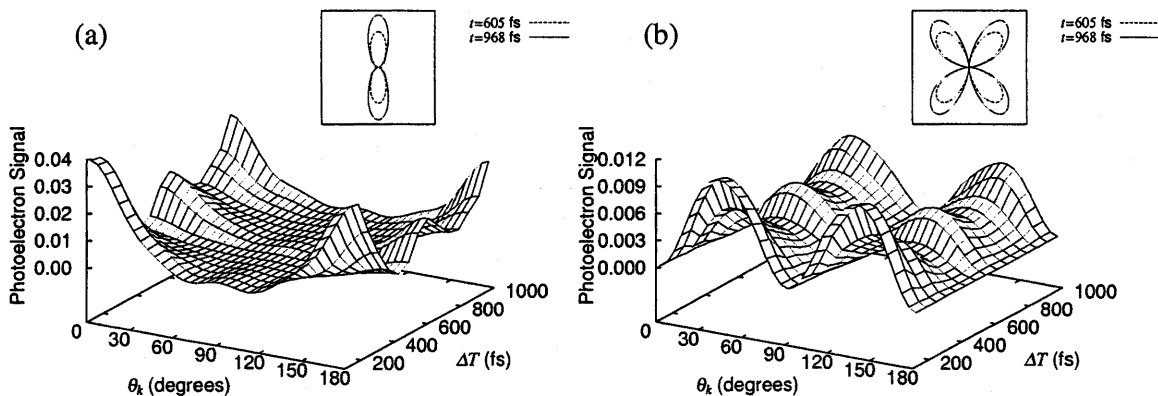 (a)
t=605 fs
t=968 fs
Photoelectron Signal
0.04
0.03
0.02
0.01
0.00
0
30
60
90
120
150
180
θk (degrees)
200
400
600
800
1000
ΔT (fs)
(b)
t=605 fs
t=968 fs
Photoelectron Signal
0.012
0.009
0.006
0.003
0.000
0
30
60
90
120
150
180
θk (degrees)
200
400
600
800
1000
ΔT (fs)